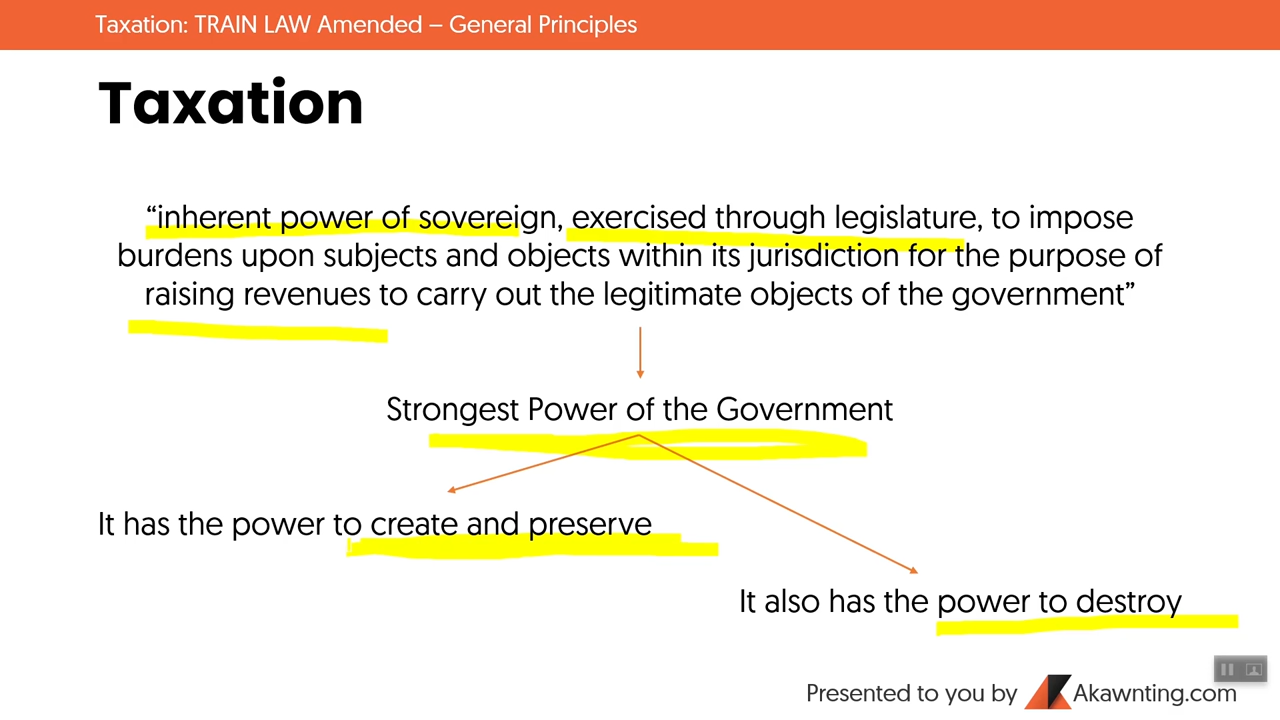 Taxation: TRAIN LAW Amended – General Principles
Taxation
“inherent power of sovereign, exercised through legislature, to impose
burdens upon subjects and objects within its jurisdiction for the purpose of
raising revenues to carry out the legitimate objects of the government”
Strongest Power of the Government
It has the power to create and preserve
It also has the power to destroy
Presented to you by Akawnting.com